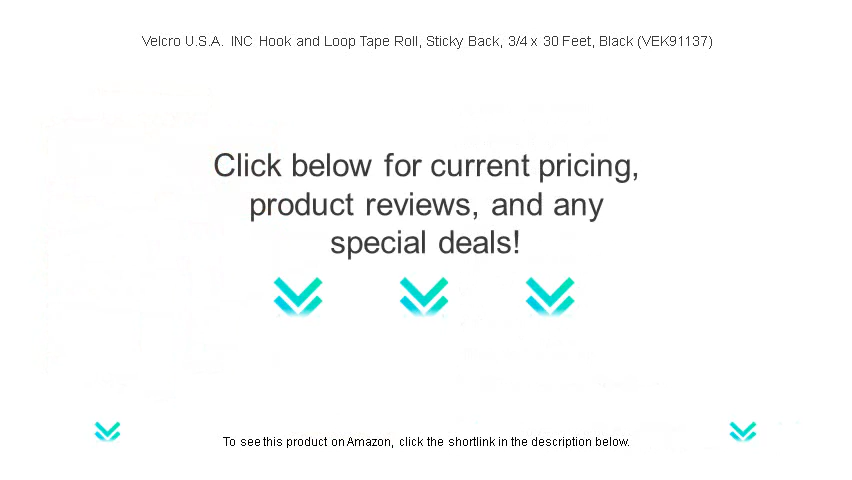 Velcro U.S.A. INC Hook and Loop Tape Roll, Sticky Back, 3/4 x 30 Feet, Black (VEK91137)
Click below for current pricing,
product reviews, and any
special deals!
To see this product on Amazon, click the shortlink in the description below.